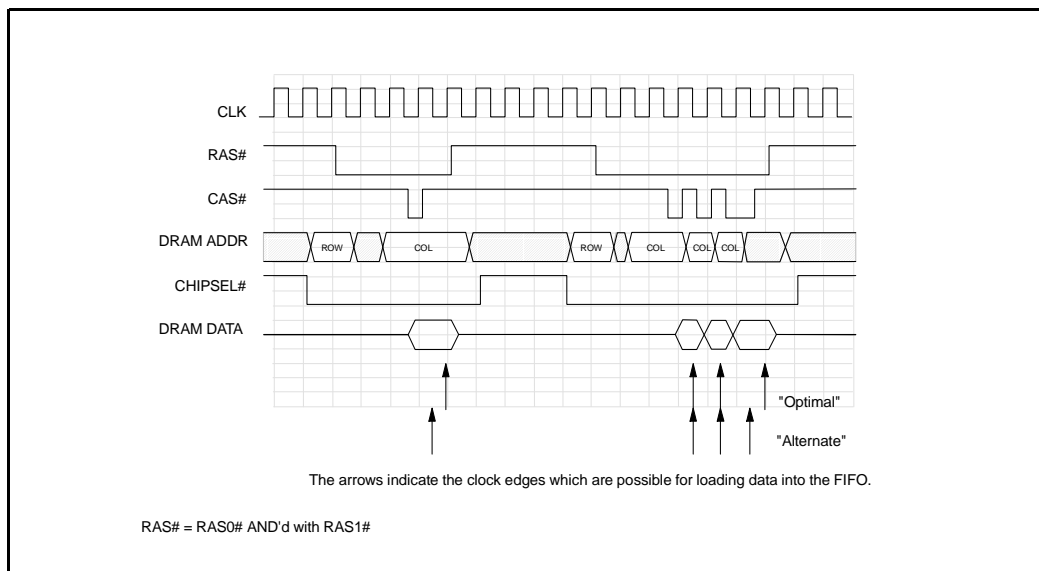 CLK
RAS#
CAS#
DRAM ADDR ROW COL ROW COL COL COL
CHIPSEL#
DRAM DATA
"Optimal"
"Alternate"
The arrows indicate the clock edges which are possible for loading data into the FIFO.
RAS# = RAS0# AND'd with RAS1#